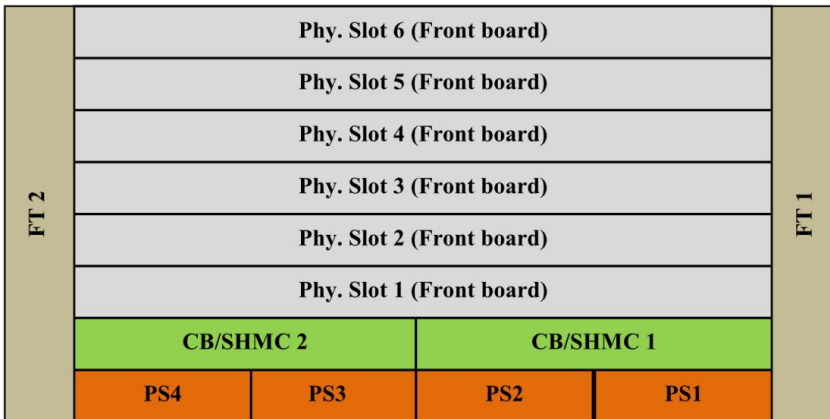 Phy. Slot 6 (Front board)
Phy. Slot 5 (Front board)
Phy. Slot 4 (Front board)
Phy. Slot 3 (Front board)
FT 2
FT 1
Phy. Slot 2 (Front board)
Phy. Slot 1 (Front board)
CB/SHMC 2
CB/SHMC 1
PS4
PS3
PS2
PS1